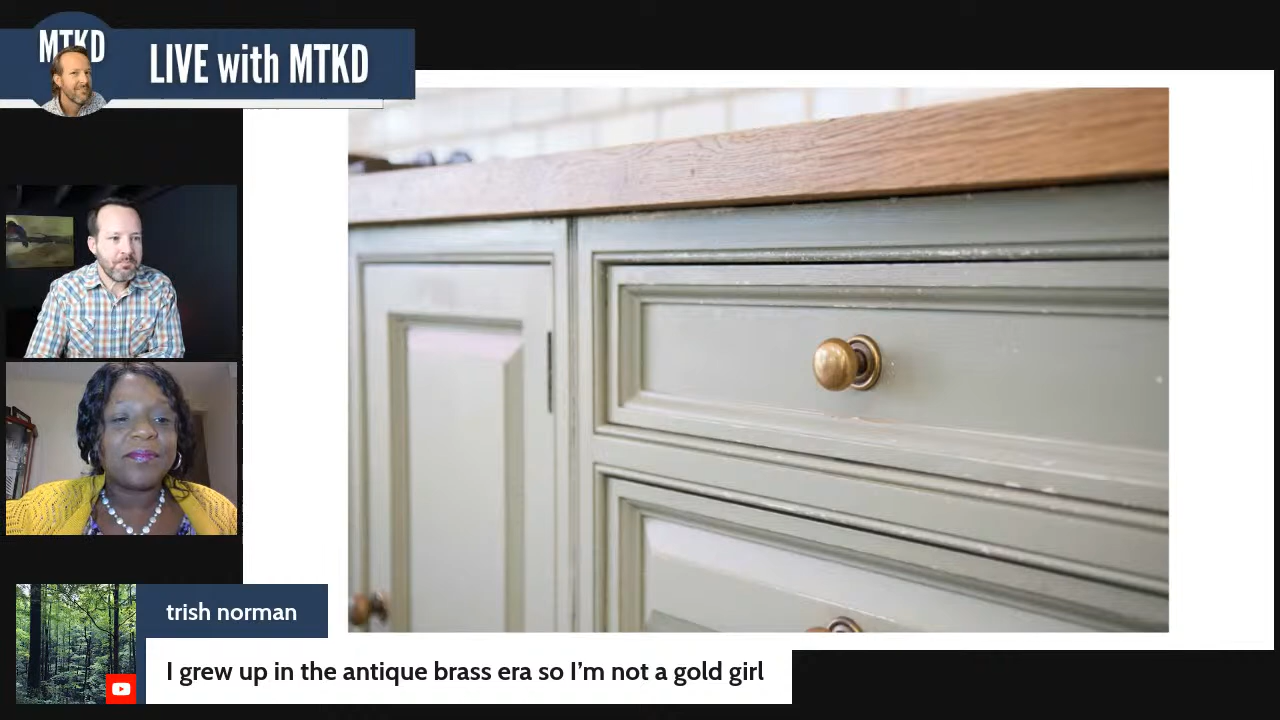 MTKD
LIVE with MTKD
trish norman
I grew up in the antique brass era so I'm not a gold girl